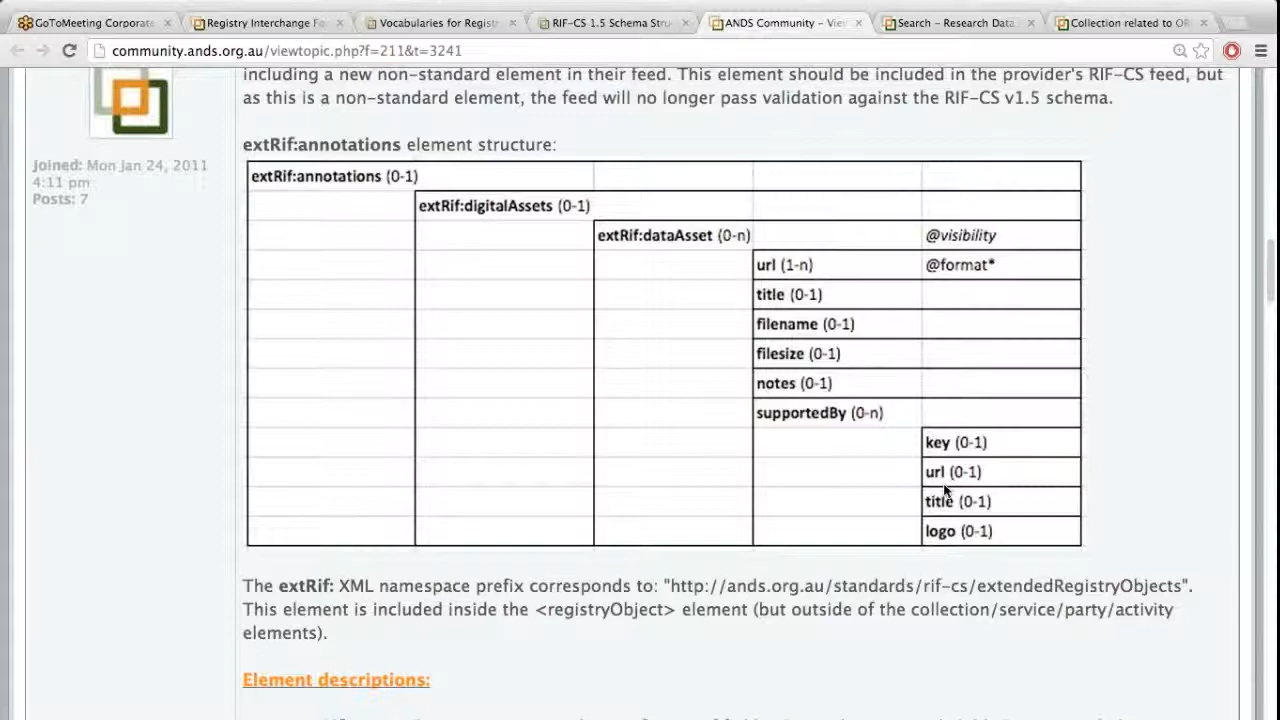 GoToMeeting Corporate
Registry Interchange Fo
Vocabularies for Registr
RIF-CS 1.5 Schema Stru
ANDS Community – View
Search – Research Data
Collection related to OR
community.ands.org.au/viewtopic.php?f=211&t=3241
including a new non-standard element in their feed. This element should be included in the provider's RIF-CS feed, but
as this is a non-standard element, the feed will no longer pass validation against the RIF-CS v1.5 schema.
Joined: Mon Jan 24, 2011
4:11 pm
Posts: 7
extRif:annotations element structure:
extRif:annotations (0-1)
extRif:digitalAssets (0-1)
extRif:dataAsset (0-n) @visibility
url (1-n) @format*
title (0-1)
filename (0-1)
filesize (0-1)
notes (0-1)
supportedBy (0-n)
key (0-1)
url (0-1)
title (0-1)
logo (0-1)
The extRif: XML namespace prefix corresponds to: "http://ands.org.au/standards/rif-cs/extendedRegistryObjects".
This element is included inside the <registryObject> element (but outside of the collection/service/party/activity
elements).
Element descriptions: